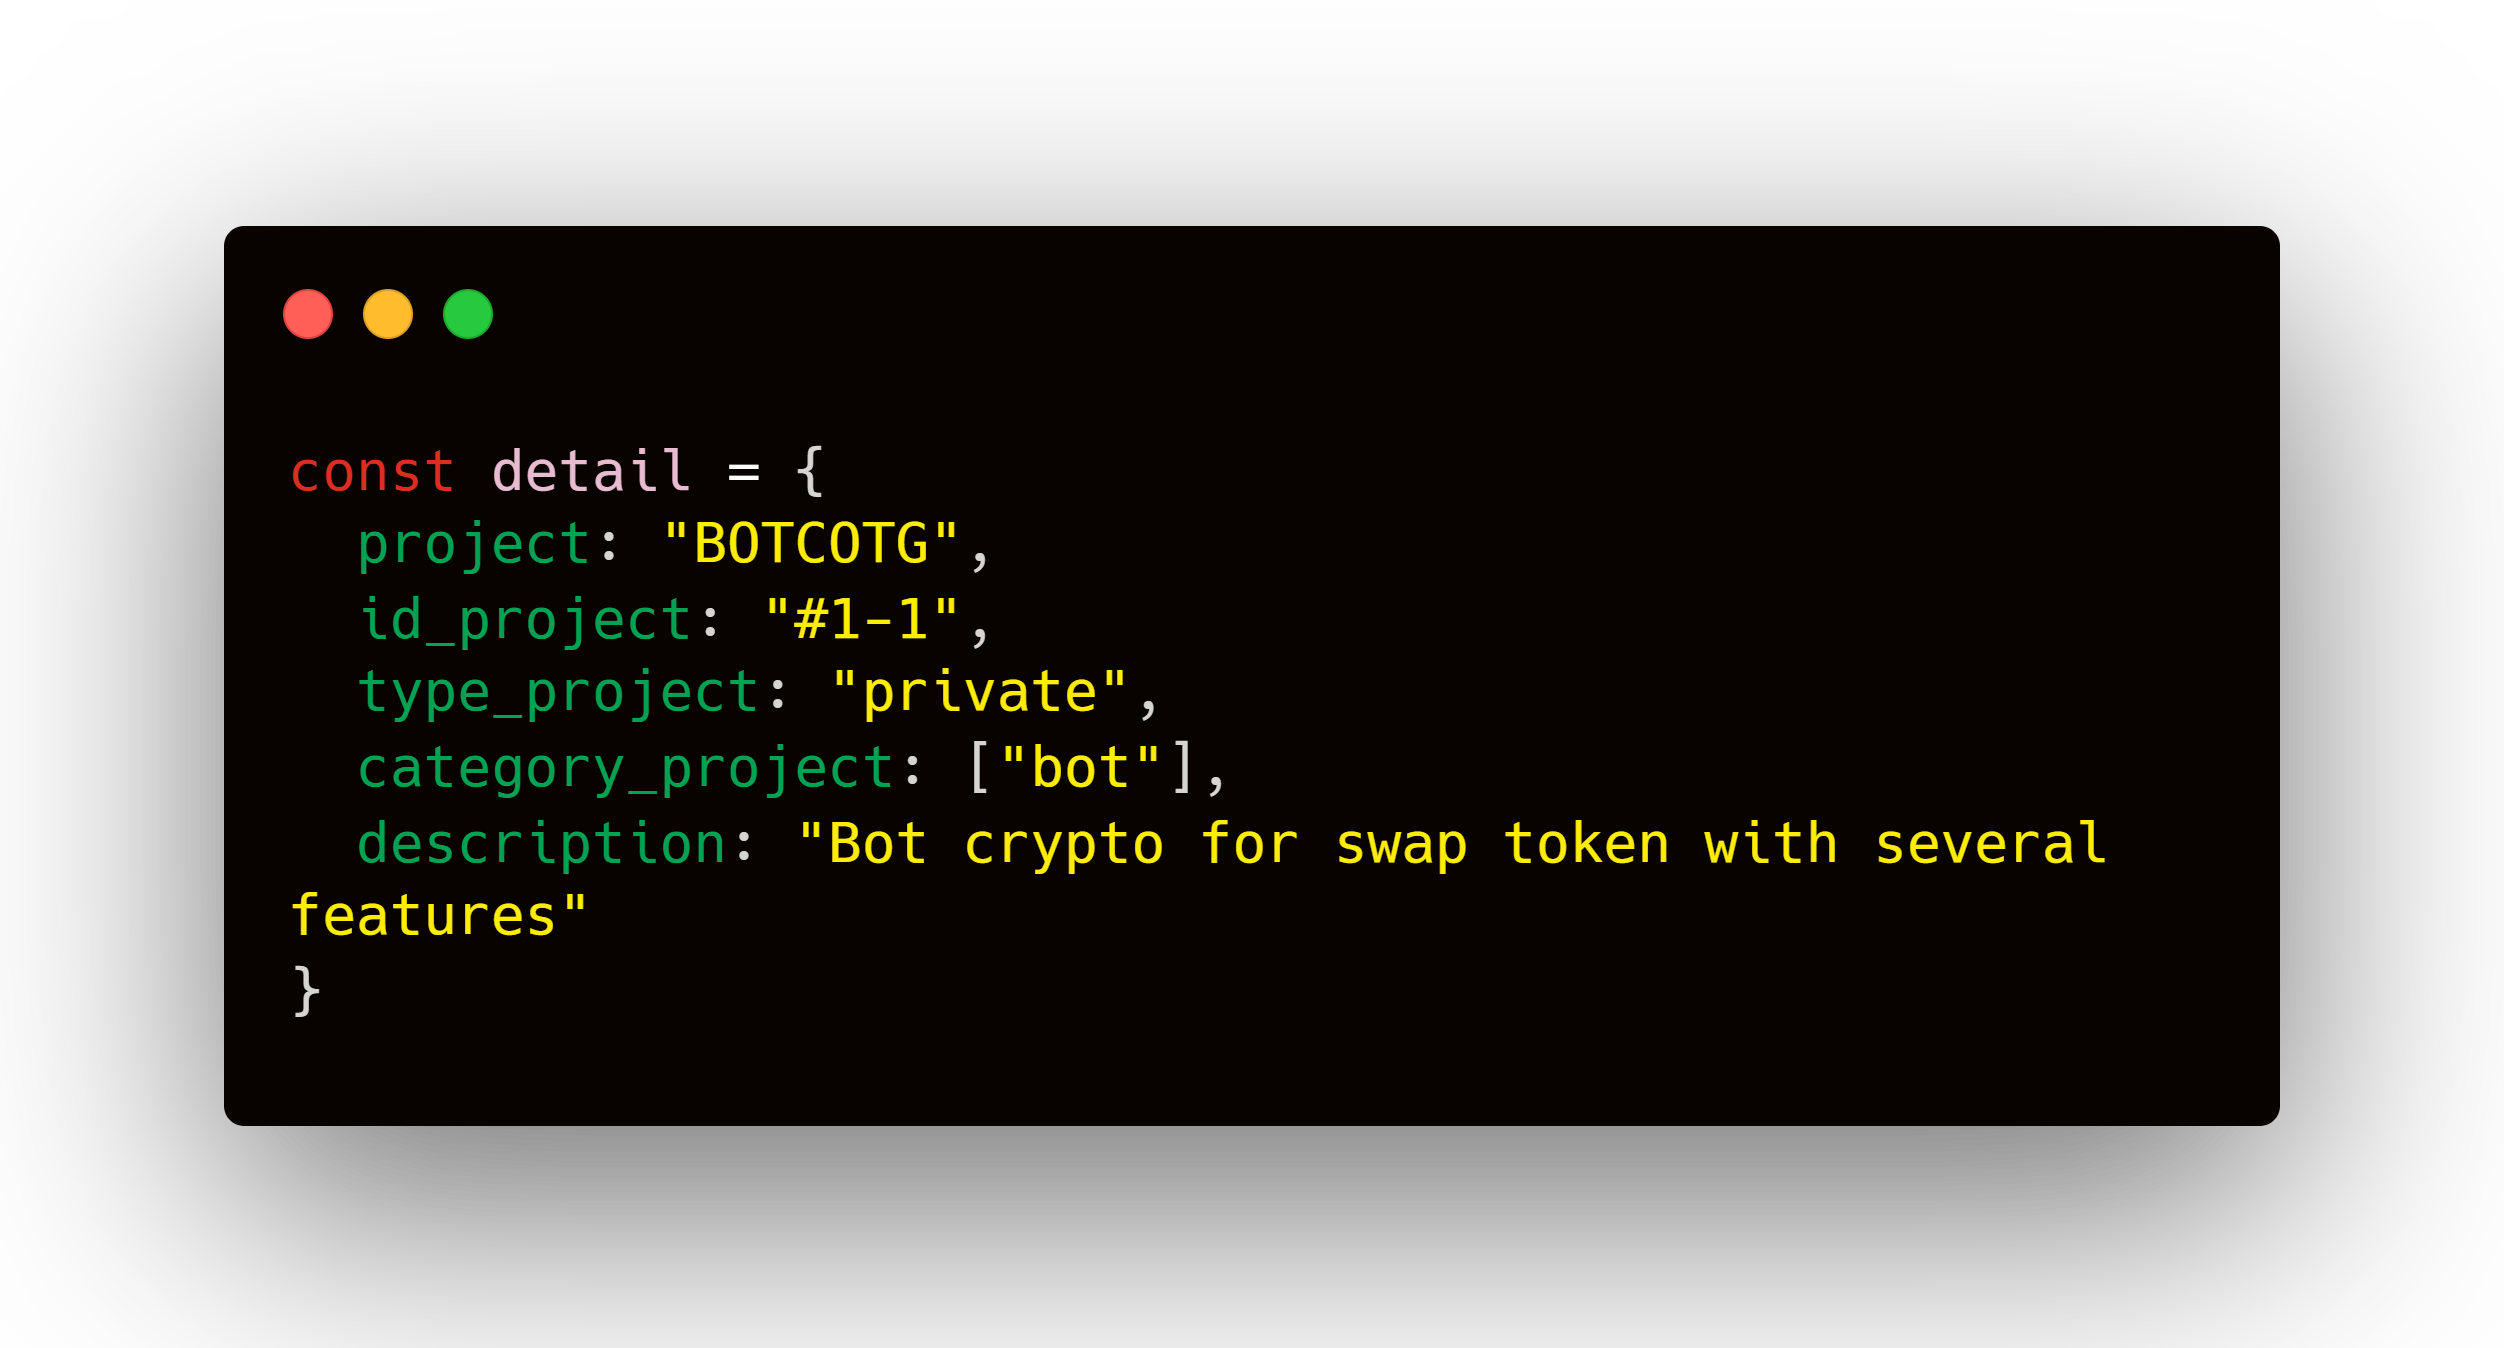 const detail = {
  project: "BOTCOTG",
  id_project: "#1-1",
  type_project: "private",
  category_project: ["bot"],
  description: "Bot crypto for swap token with several
features"
}